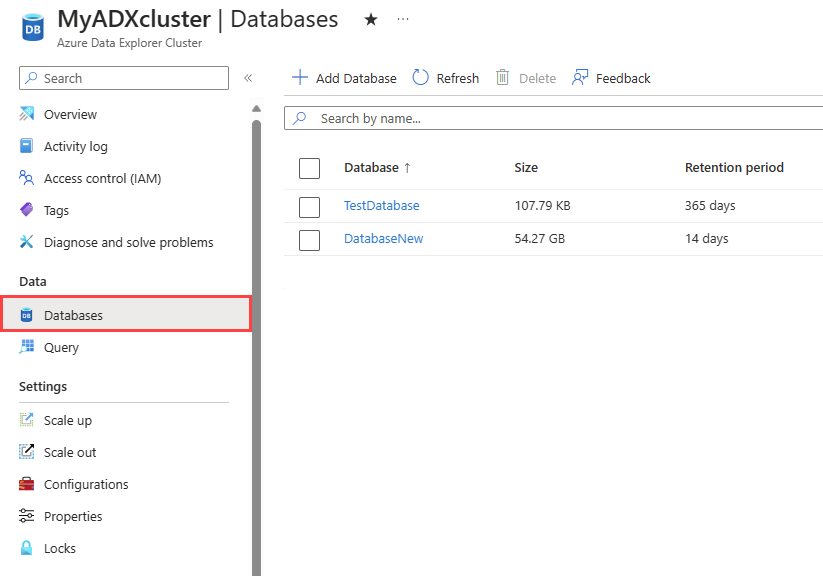 DB
MyADXcluster | Databases ★ ···
Azure Data Explorer Cluster
Search «
Add Database Refresh Delete Feedback
Search by name...
Overview
Activity log
Access control (IAM)
Tags
Diagnose and solve problems
Data
DB Databases
Query
Settings
Scale up
Scale out
Configurations
Properties
Locks
Database ↑ Size Retention period
TestDatabase 107.79 KB 365 days
DatabaseNew 54.27 GB 14 days